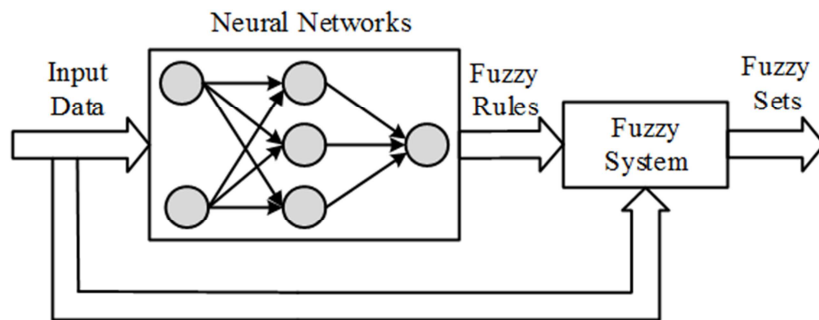 Neural Networks
Input
Data
Fuzzy
Rules
Fuzzy
System
Fuzzy
Sets